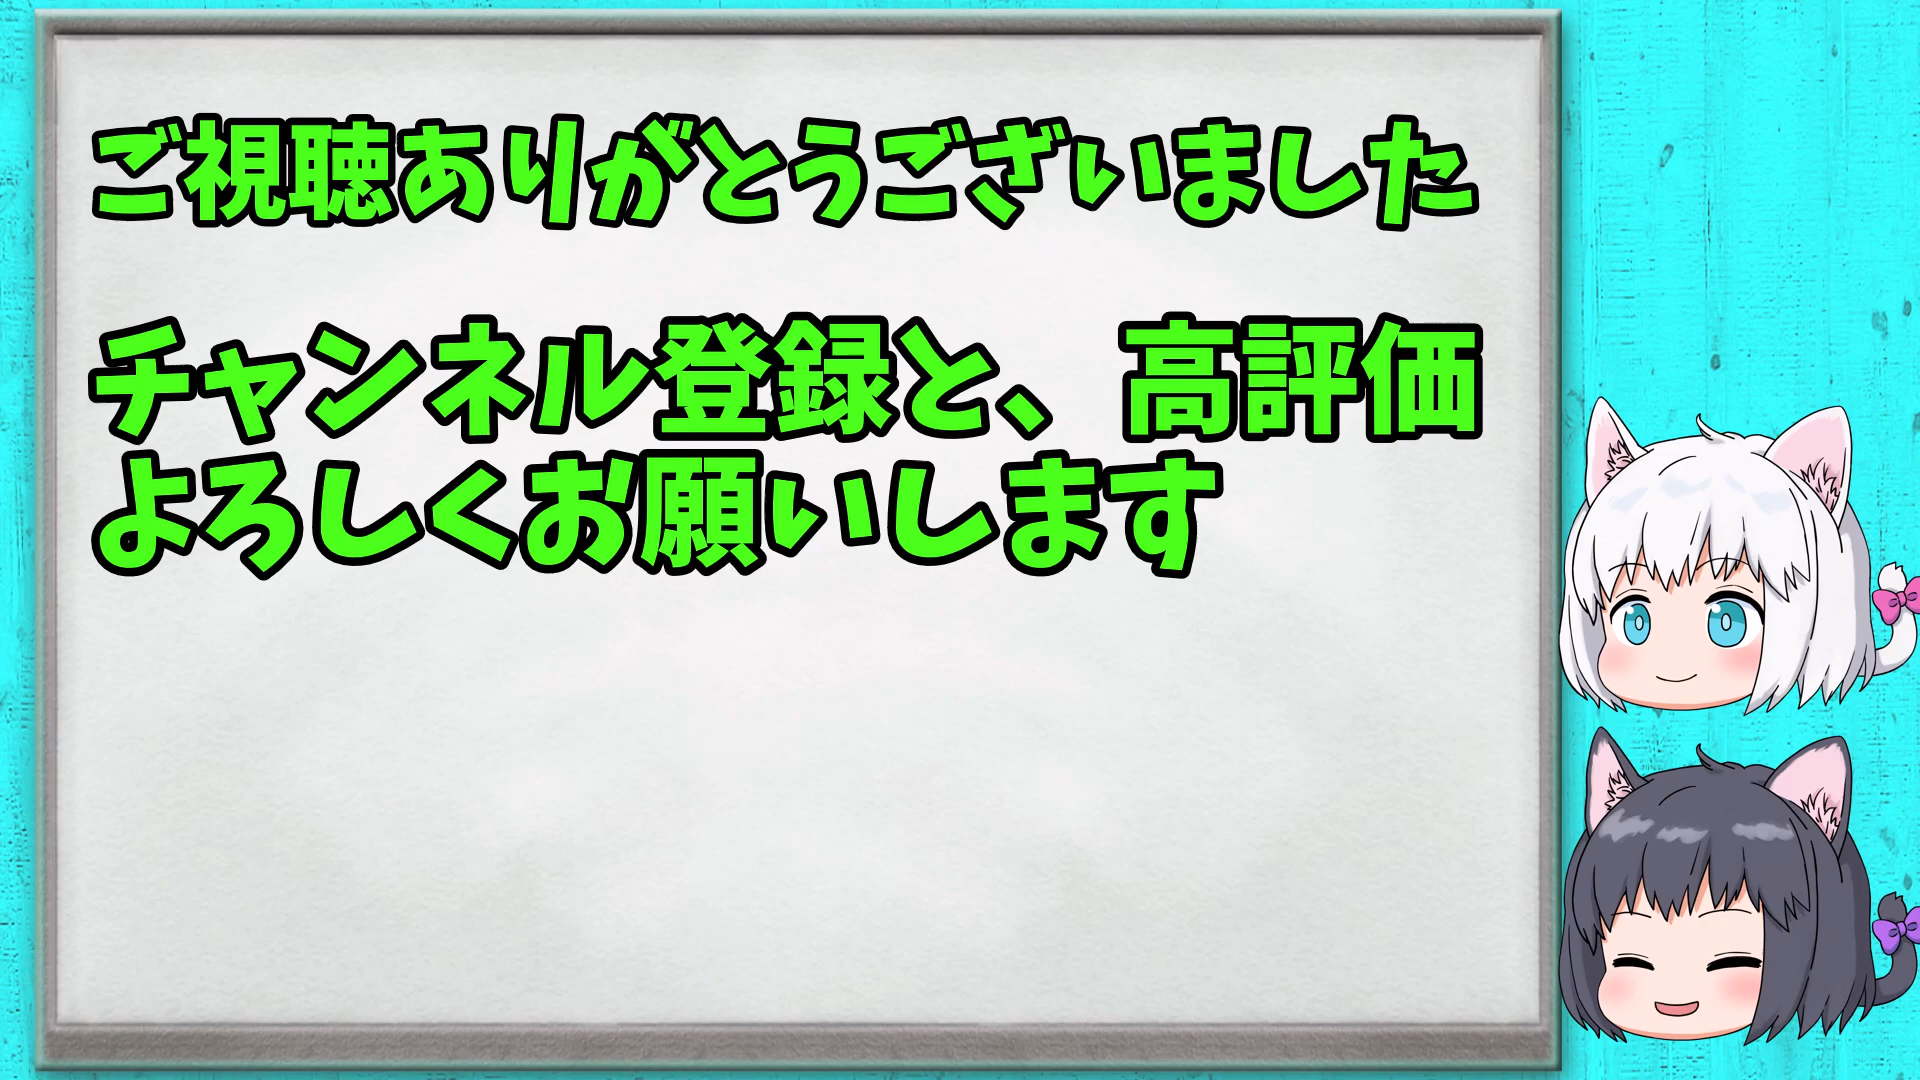 ご視聴ありがとうございました
チャンネル登録と、高評価
よろしくお願いします